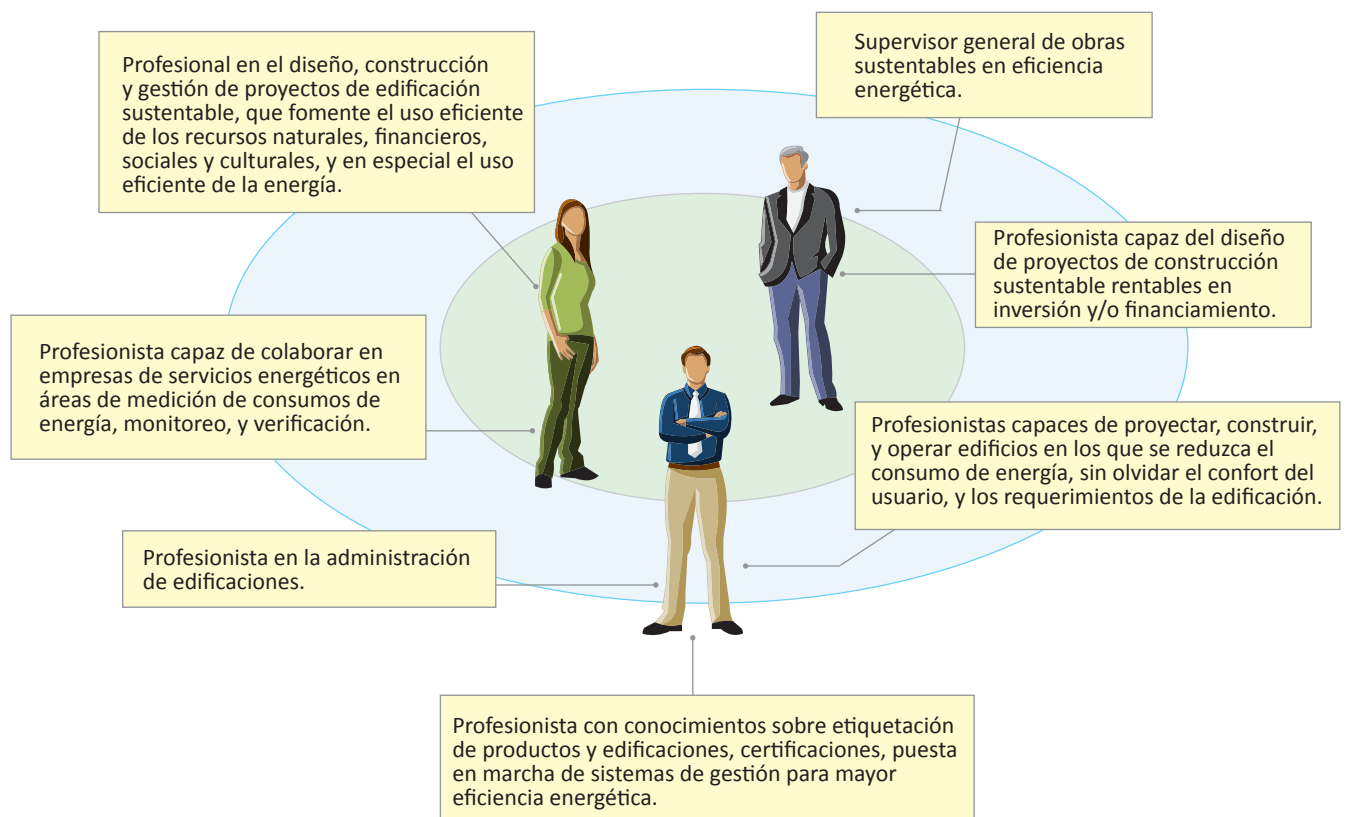 Profesional en el diseño, construcción
y gestión de proyectos de edificación
sustentable, que fomente el uso eficiente
de los recursos naturales, financieros,
sociales y culturales, y en especial el uso
eficiente de la energía.
Supervisor general de obras
sustentables en eficiencia
energética.
Profesionista capaz del diseño
de proyectos de construcción
sustentable rentables en
inversión y/o financiamiento.
Profesionista capaz de colaborar en
empresas de servicios energéticos en
áreas de medición de consumos de
energía, monitoreo, y verificación.
Profesionistas capaces de proyectar, construir,
y operar edificios en los que se reduzca el
consumo de energía, sin olvidar el confort del
usuario, y los requerimientos de la edificación.
Profesionista en la administración
de edificaciones.
Profesionista con conocimientos sobre etiquetación
de productos y edificaciones, certificaciones, puesta
en marcha de sistemas de gestión para mayor
eficiencia energética.